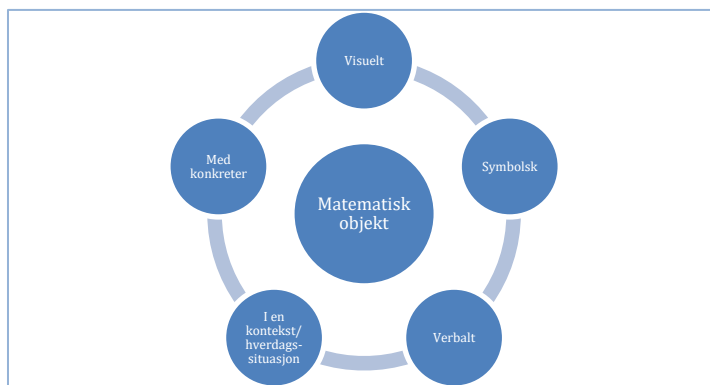 Visuelt
Symbolsk
Verbalt
I en
kontekst/
hverdags-
situasjon
Med
konkreter
Matematisk
objekt